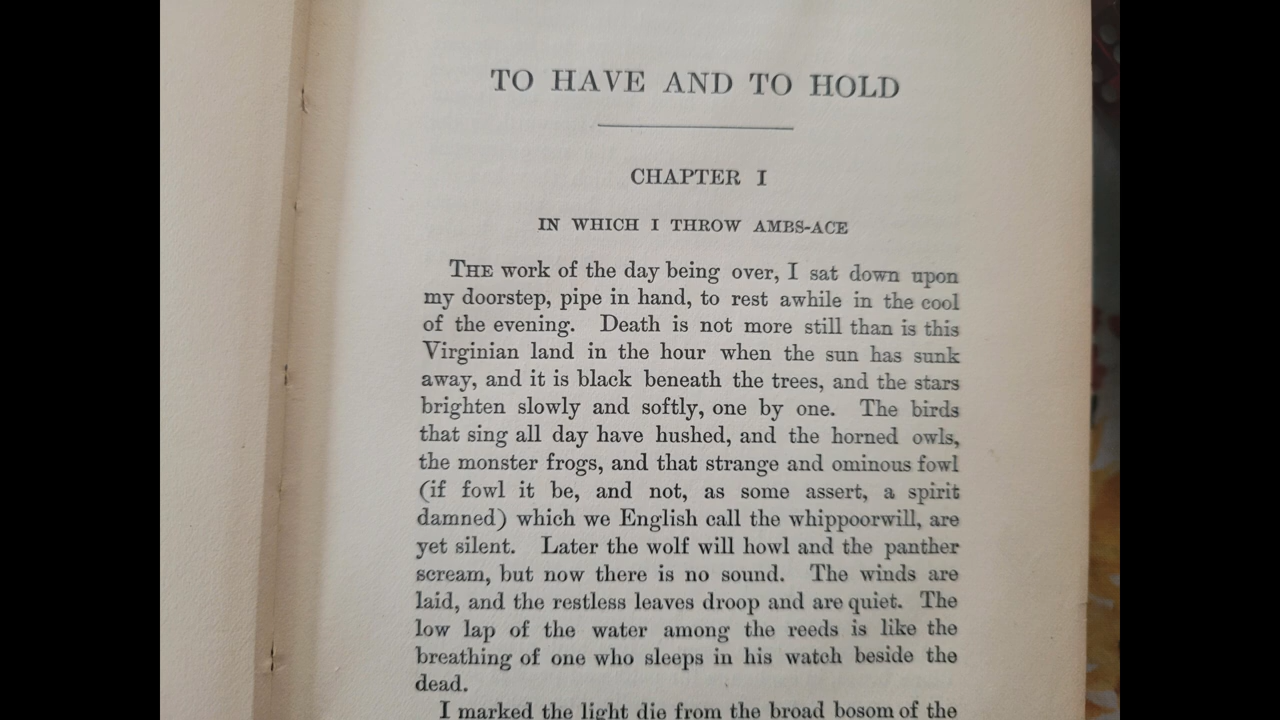 TO HAVE AND TO HOLD
CHAPTER I
IN WHICH I THROW AMBS-ACE
THE work of the day being over, I sat down upon
my doorstep, pipe in hand, to rest awhile in the cool
of the evening. Death is not more still than is this
Virginian land in the hour when the sun has sunk
away, and it is black beneath the trees, and the stars
brighten slowly and softly, one by one. The birds
that sing all day have hushed, and the horned owls,
the monster frogs, and that strange and ominous fowl
(if fowl it be, and not, as some assert, a spirit
damned) which we English call the whippoorwill, are
yet silent. Later the wolf will howl and the panther
scream, but now there is no sound. The winds are
laid, and the restless leaves droop and are quiet. The
low lap of the water among the reeds is like the
breathing of one who sleeps in his watch beside the
dead.
I marked the light die from the broad bosom of the